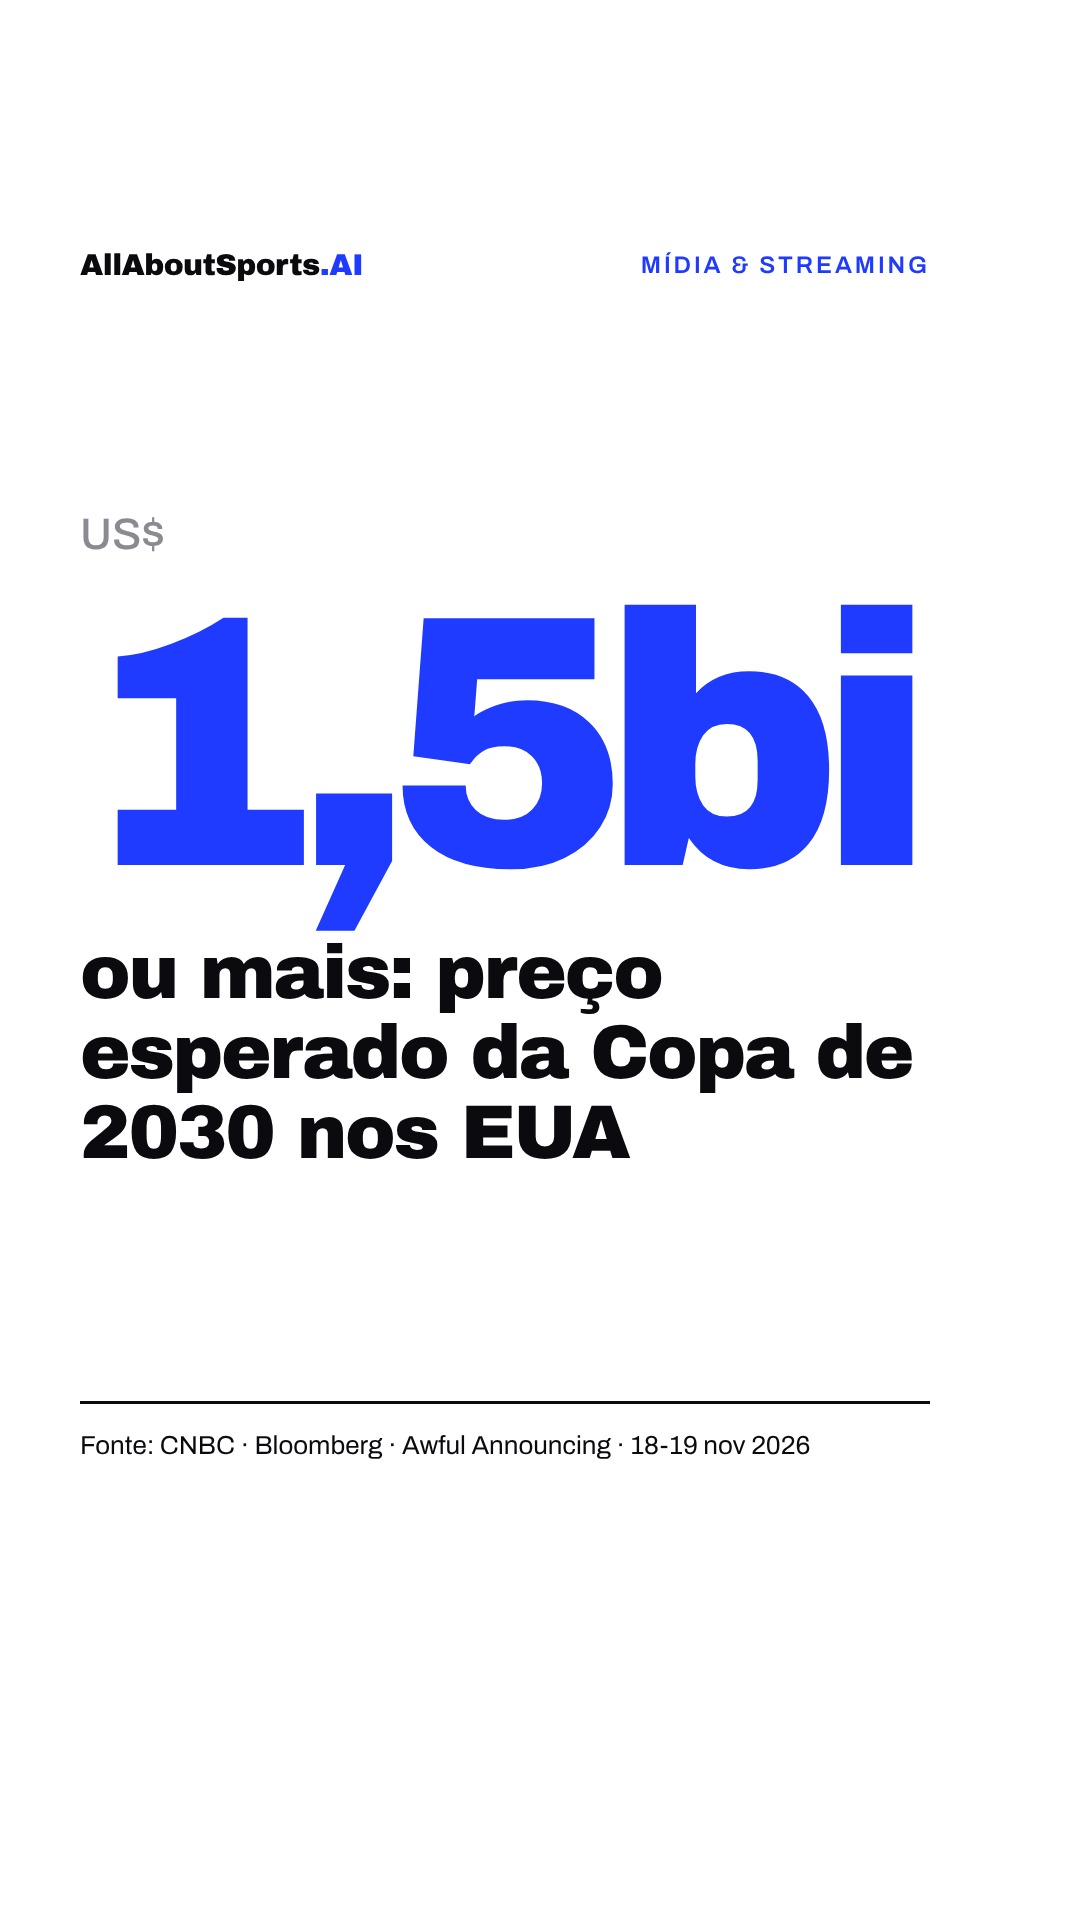 AllAboutSports.AI
MÍDIA & STREAMING
US$
1,5bi
ou mais: preço
esperado da Copa de
2030 nos EUA
Fonte: CNBC · Bloomberg · Awful Announcing · 18-19 nov 2026